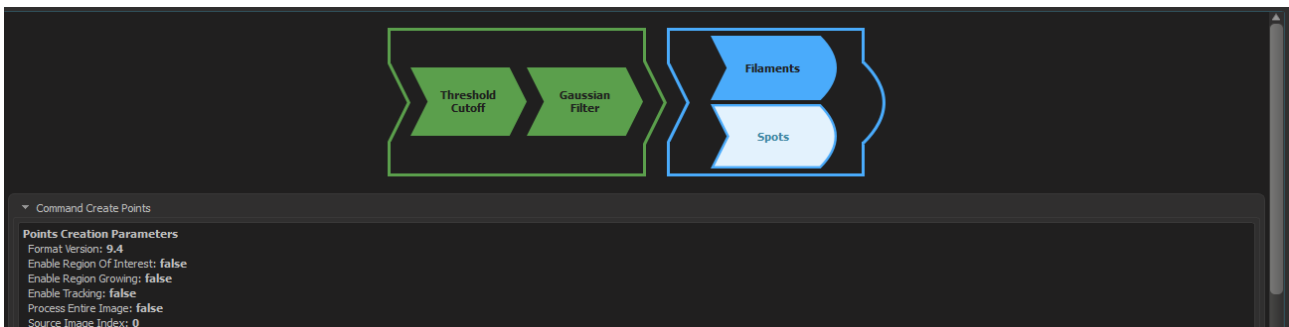 Threshold
Cutoff
Gaussian
Filter
Filaments
Spots
Command Create Points
Points Creation Parameters
Format Version: 9.4
Enable Region Of Interest: false
Enable Region Growing: false
Enable Tracking: false
Process Entire Image: false
Source Image Index: 0